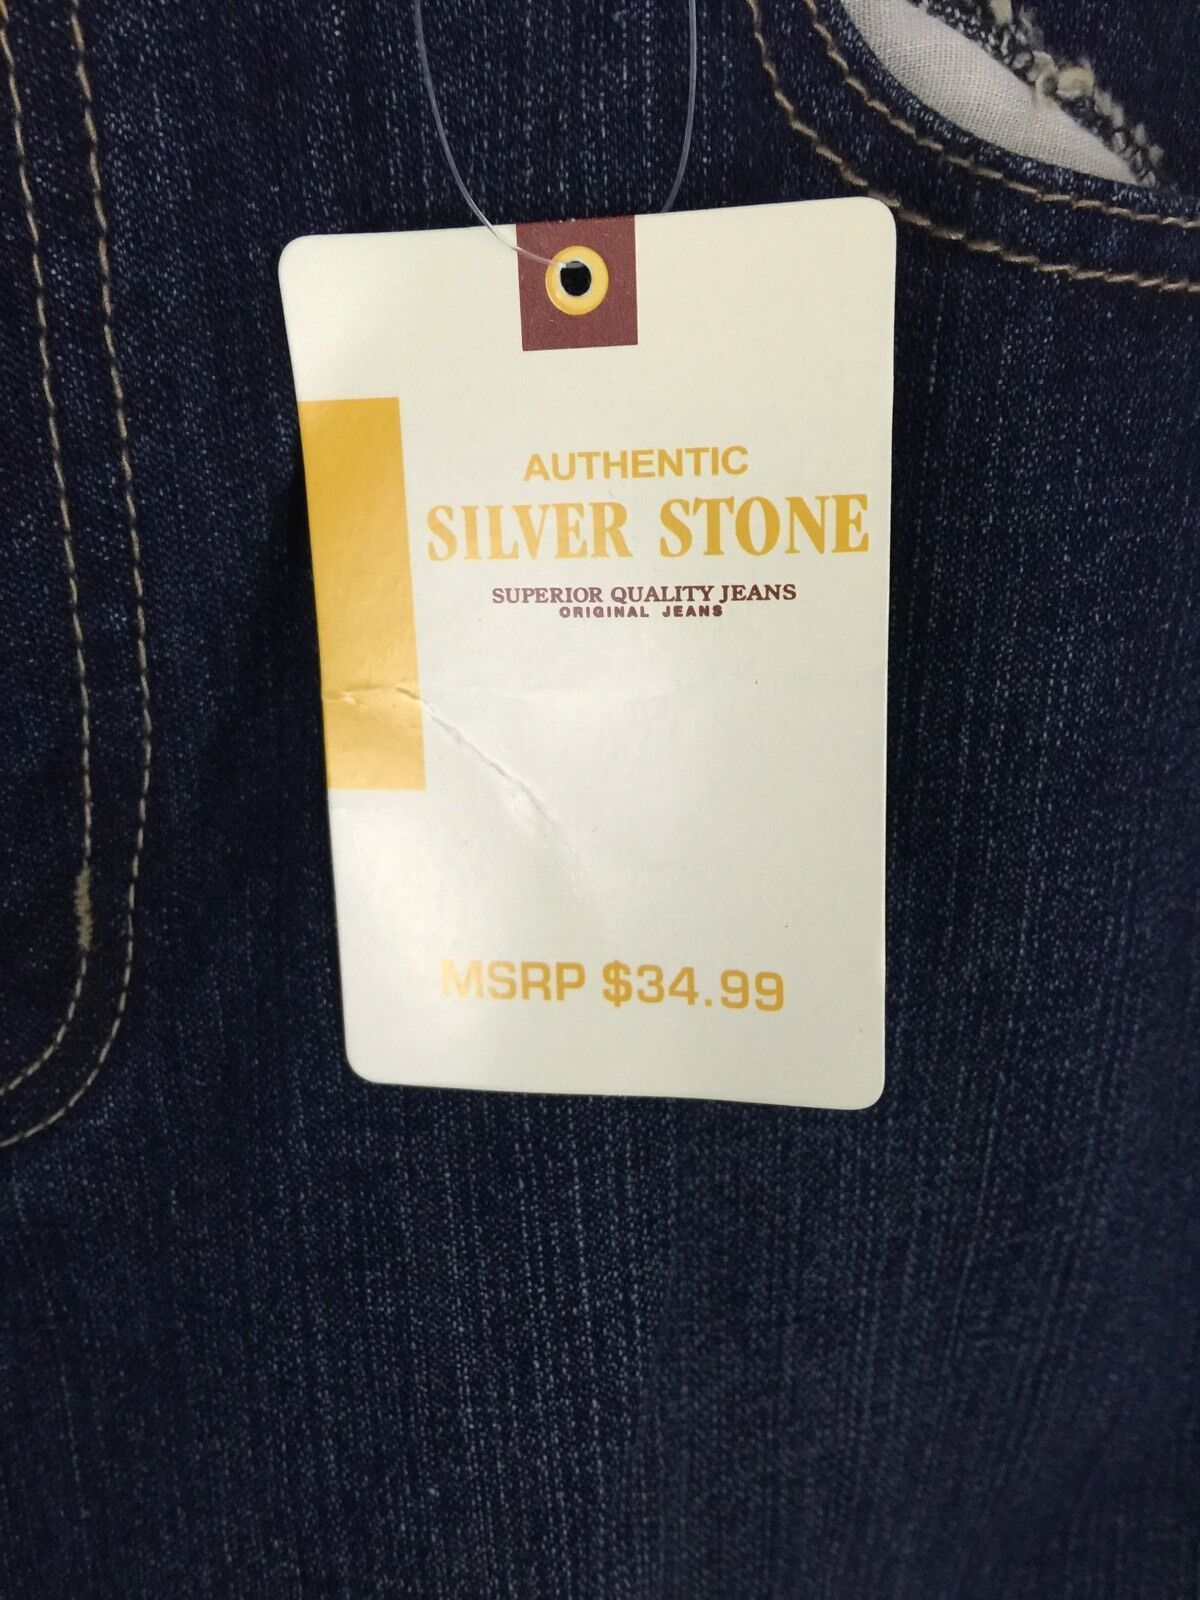 AUTHENTIC
SILVER STONE
SUPERIOR QUALITY JEANS
ORIGINAL JEANS
MSRP $34.99